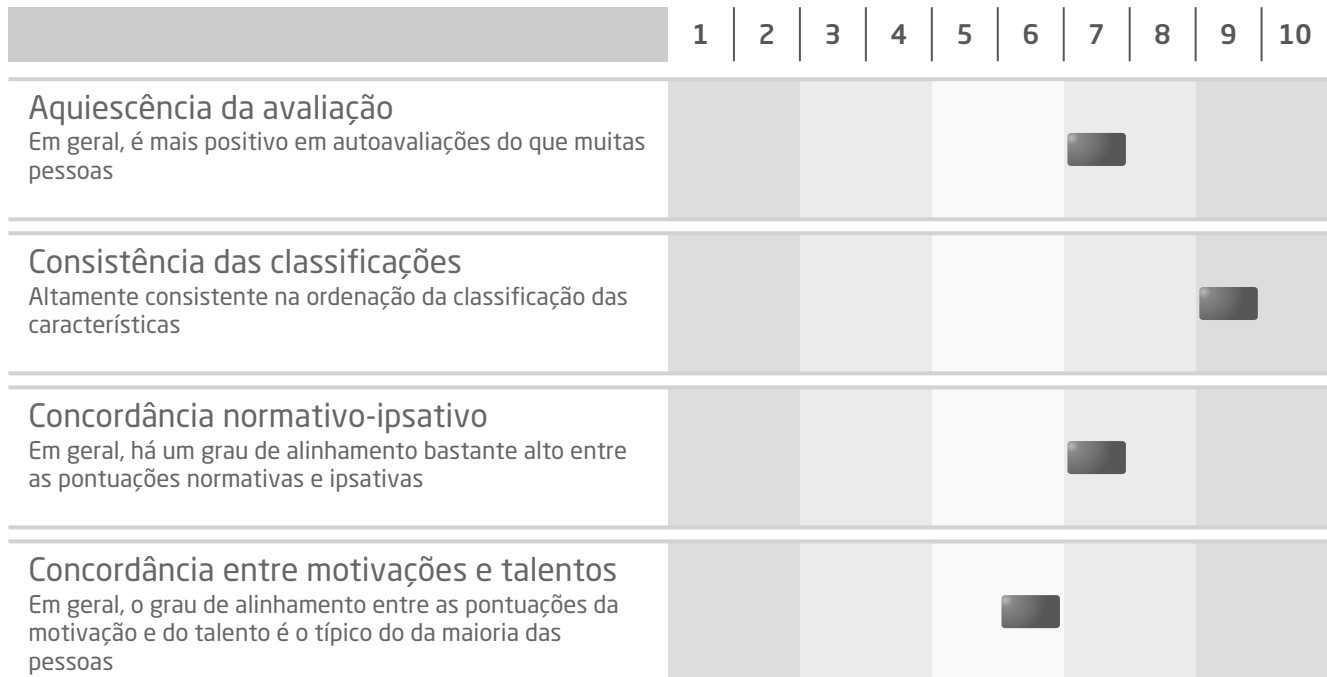 1 2 3 4 5 6 7 8 9 10
Aquiescência da avaliação
Em geral, é mais positivo em autoavaliações do que muitas
pessoas
Consistência das classificações
Altamente consistente na ordenação da classificação das
características
Concordância normativo-ipsativo
Em geral, há um grau de alinhamento bastante alto entre
as pontuações normativas e ipsativas
Concordância entre motivações e talentos
Em geral, o grau de alinhamento entre as pontuações da
motivação e do talento é o típico do da maioria das
pessoas